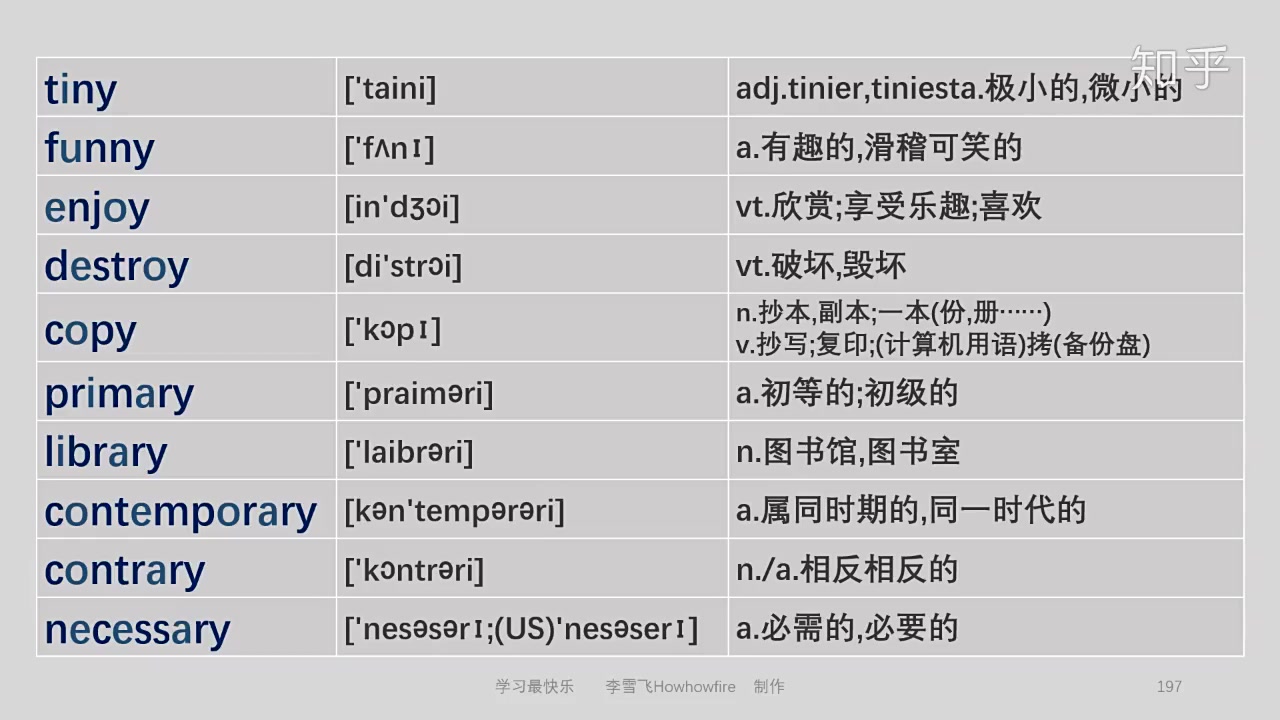 知乎
tiny ['taini] adj.tinier,tiniesta.极小的,微小的
funny ['fʌnɪ] a.有趣的,滑稽可笑的
enjoy [in'dʒɔi] vt.欣赏;享受乐趣;喜欢
destroy [di'strɔi] vt.破坏,毁坏
copy ['kɔpɪ] n.抄本,副本;一本(份,册……)
v.抄写;复印;(计算机用语)拷(备份盘)
primary ['praiməri] a.初等的;初级的
library ['laibrəri] n.图书馆,图书室
contemporary [kən'tempərəri] a.属同时期的,同一时代的
contrary ['kɔntrəri] n./a.相反相反的
necessary ['nesəsərɪ;(US)'nesəserɪ] a.必需的,必要的
学习最快乐 李雪飞Howhowfire 制作 197